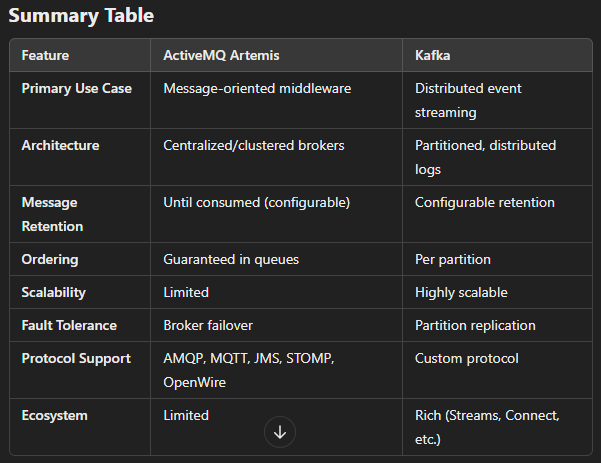 Summary Table
Feature ActiveMQ Artemis Kafka
Primary Use Case Message-oriented middleware Distributed event
streaming
Architecture Centralized/clustered brokers Partitioned, distributed
logs
Message Until consumed (configurable) Configurable retention
Retention
Ordering Guaranteed in queues Per partition
Scalability Limited Highly scalable
Fault Tolerance Broker failover Partition replication
Protocol Support AMQP, MQTT, JMS, STOMP, Custom protocol
OpenWire
Ecosystem Limited Rich (Streams, Connect,
etc.)